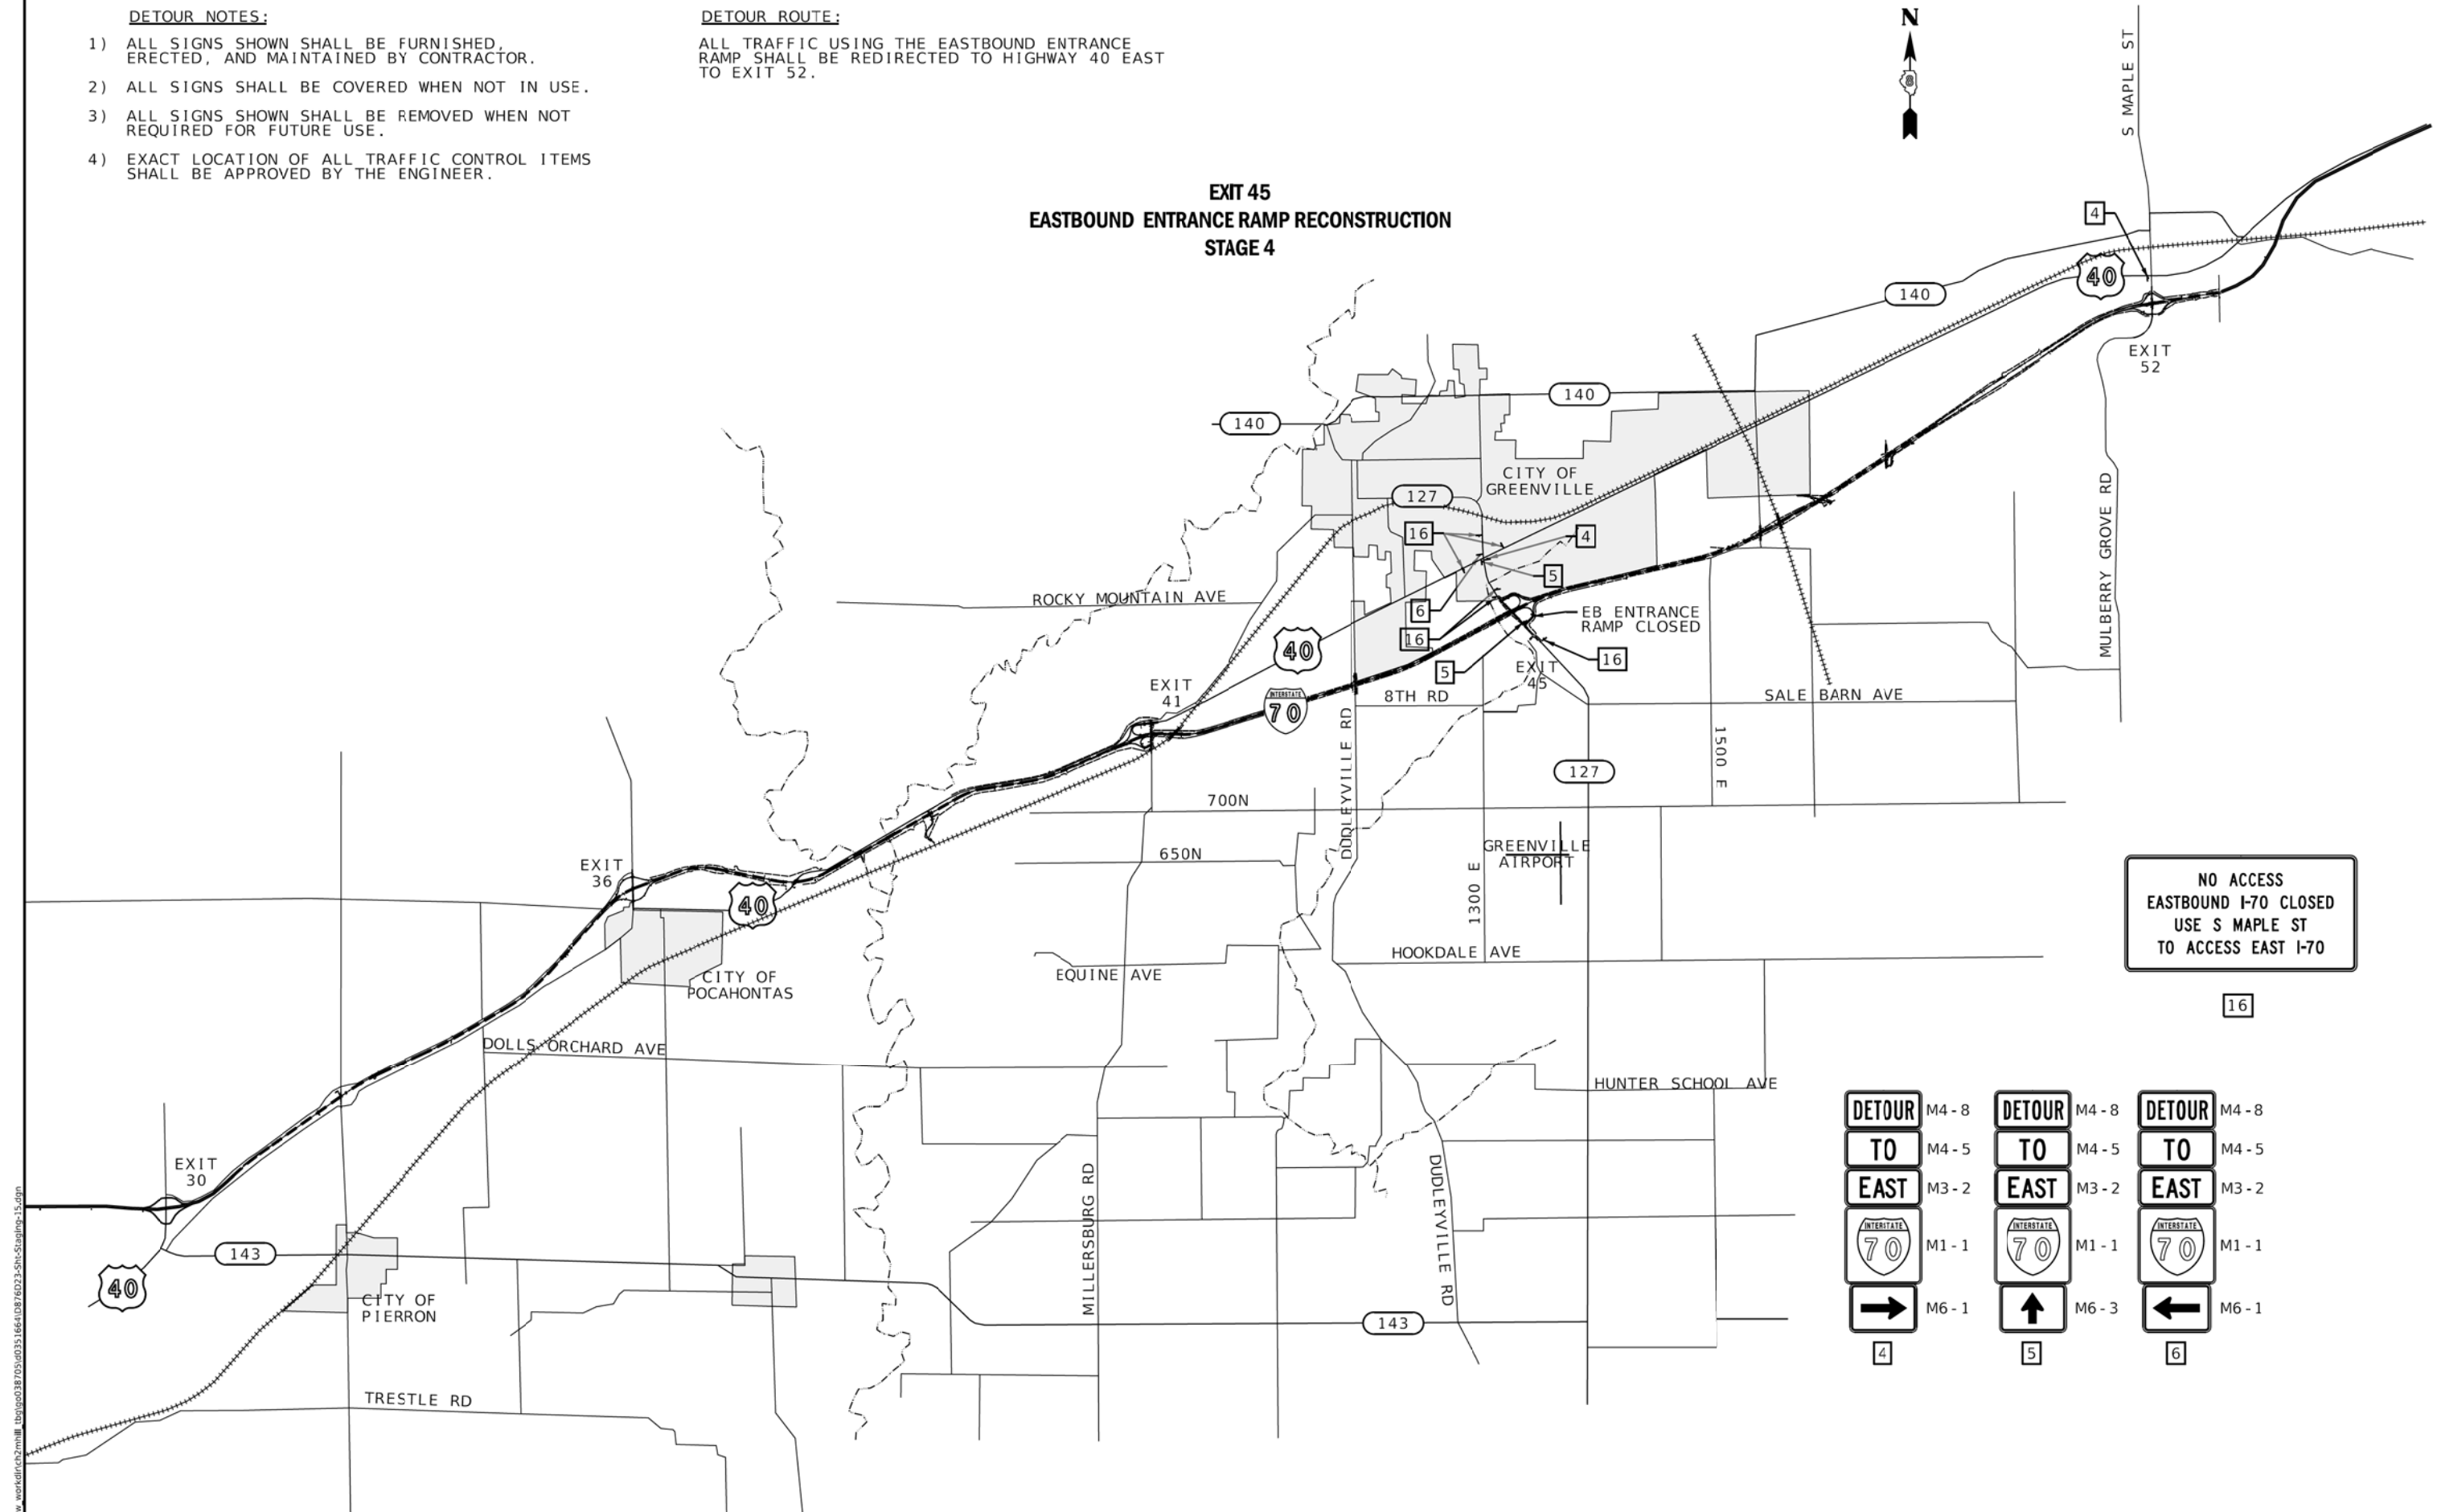 DETOUR NOTES:
1) ALL SIGNS SHOWN SHALL BE FURNISHED,
ERECTED, AND MAINTAINED BY CONTRACTOR.
2) ALL SIGNS SHALL BE COVERED WHEN NOT IN USE.
3) ALL SIGNS SHOWN SHALL BE REMOVED WHEN NOT
REQUIRED FOR FUTURE USE.
4) EXACT LOCATION OF ALL TRAFFIC CONTROL ITEMS
SHALL BE APPROVED BY THE ENGINEER.
DETOUR ROUTE:
ALL TRAFFIC USING THE EASTBOUND ENTRANCE
RAMP SHALL BE REDIRECTED TO HIGHWAY 40 EAST
TO EXIT 52.
N
8
S MAPLE ST
EXIT 45
EASTBOUND ENTRANCE RAMP RECONSTRUCTION
STAGE 4
4
40
140
EXIT
52
140
140
CITY OF
GREENVILLE
127
16
4
5
6
16
5
16
EB ENTRANCE
RAMP CLOSED
EXIT
45
MULBERRY GROVE RD
ROCKY MOUNTAIN AVE
40
EXIT
41
INTERSTATE
70
8TH RD
SALE BARN AVE
DUDLEYVILLE RD
1500 E
127
700N
650N
GREENVILLE
AIRPORT
1300 E
EXIT
36
40
CITY OF
POCAHONTAS
HOOKDALE AVE
EQUINE AVE
DOLLS ORCHARD AVE
HUNTER SCHOOL AVE
EXIT
30
143
40
CITY OF
PIERRON
MILLERSBURG RD
DUDLEYVILLE RD
143
TRESTLE RD
NO ACCESS
EASTBOUND I-70 CLOSED
USE S MAPLE ST
TO ACCESS EAST I-70
16
DETOUR M4-8
TO M4-5
EAST M3-2
INTERSTATE
70 M1-1
M6-1
4
DETOUR M4-8
TO M4-5
EAST M3-2
INTERSTATE
70 M1-1
M6-3
5
DETOUR M4-8
TO M4-5
EAST M3-2
INTERSTATE
70 M1-1
M6-1
6